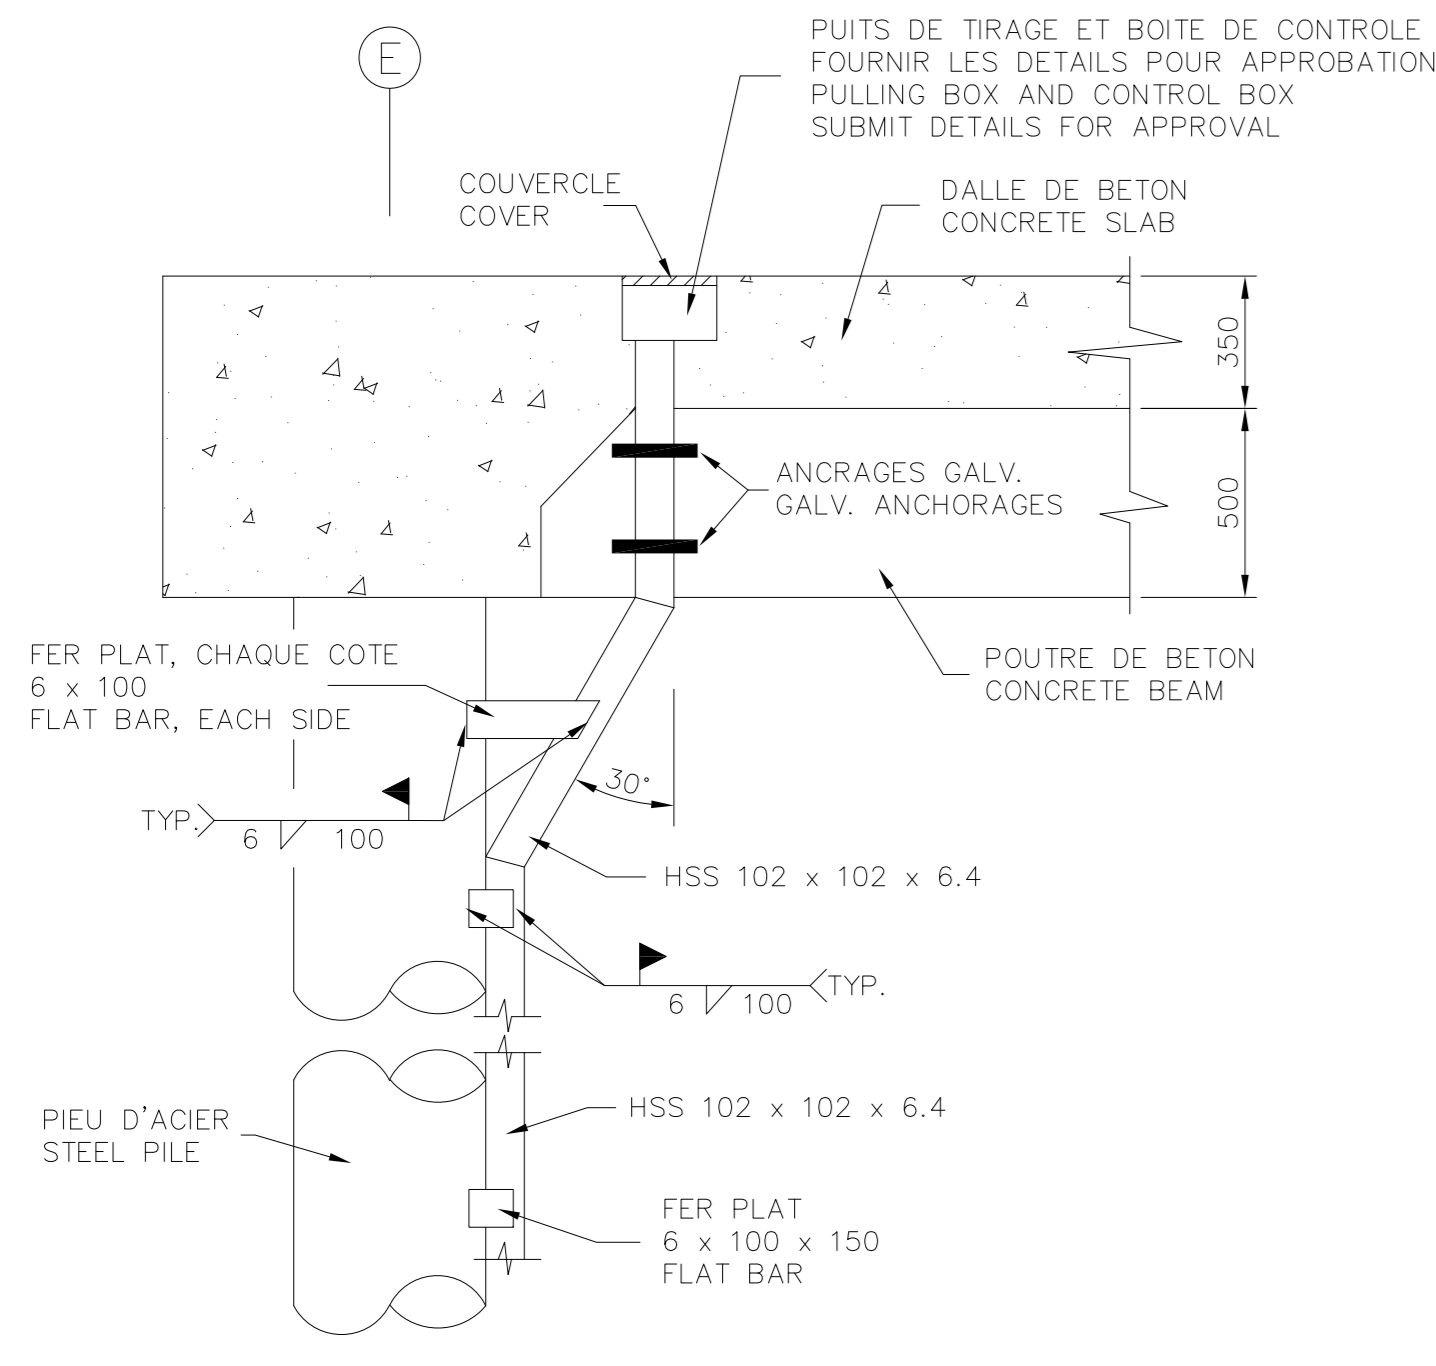 E
PUITS DE TIRAGE ET BOITE DE CONTROLE
FOURNIR LES DETAILS POUR APPROBATION
PULLING BOX AND CONTROL BOX
SUBMIT DETAILS FOR APPROVAL
COUVERCLE
COVER
DALLE DE BETON
CONCRETE SLAB
350
ANCRAGES GALV.
GALV. ANCHORAGES
500
FER PLAT, CHAQUE COTE
6 x 100
FLAT BAR, EACH SIDE
POUTRE DE BETON
CONCRETE BEAM
30°
TYP.
6 100
HSS 102 x 102 x 6.4
TYP.
6 100
HSS 102 x 102 x 6.4
PIEU D'ACIER
STEEL PILE
FER PLAT
6 x 100 x 150
FLAT BAR